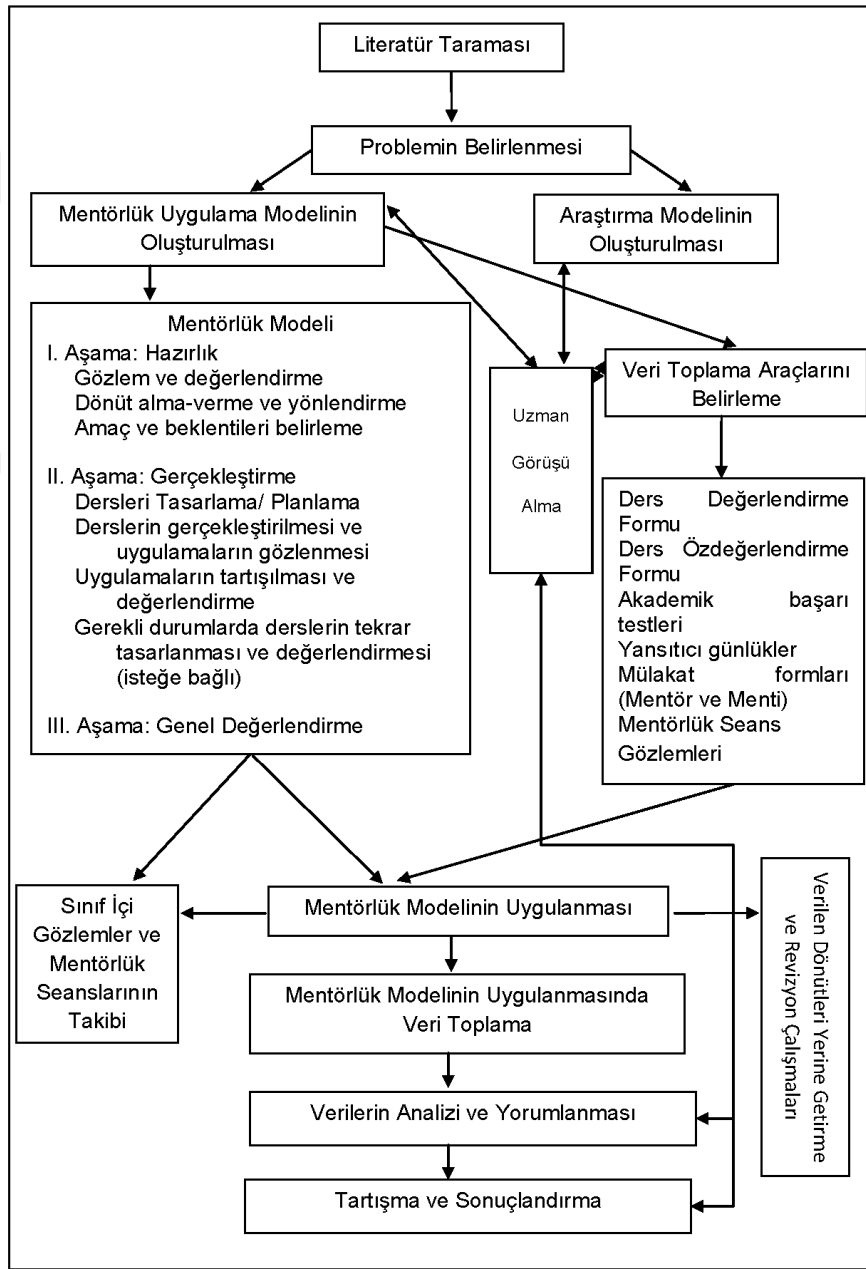 Literatür Taraması
Problemin Belirlenmesi
Mentörlük Uygulama Modelinin
Oluşturulması
Araştırma Modelinin
Oluşturulması
Mentörlük Modeli
I. Aşama: Hazırlık
Gözlem ve değerlendirme
Dönüt alma-verme ve yönlendirme
Amaç ve beklentileri belirleme
II. Aşama: Gerçekleştirme
Dersleri Tasarlama/ Planlama
Derslerin gerçekleştirilmesi ve
uygulamaların gözlenmesi
Uygulamaların tartışılması ve
değerlendirme
Gerekli durumlarda derslerin tekrar
tasarlanması ve değerlendirmesi
(isteğe bağlı)
III. Aşama: Genel Değerlendirme
Uzman
Görüşü
Alma
Veri Toplama Araçlarını
Belirleme
Ders Değerlendirme
Formu
Ders Özdeğerlendirme
Formu
Akademik başarı
testleri
Yansıtıcı günlükler
Mülakat formları
(Mentör ve Menti)
Mentörlük Seans
Gözlemleri
Sınıf İçi
Gözlemler ve
Mentörlük
Seanslarının
Takibi
Mentörlük Modelinin Uygulanması
Verilen Dönütleri Yerine Getirme
ve Revizyon Çalışmaları
Mentörlük Modelinin Uygulanmasında
Veri Toplama
Verilerin Analizi ve Yorumlanması
Tartışma ve Sonuçlandırma